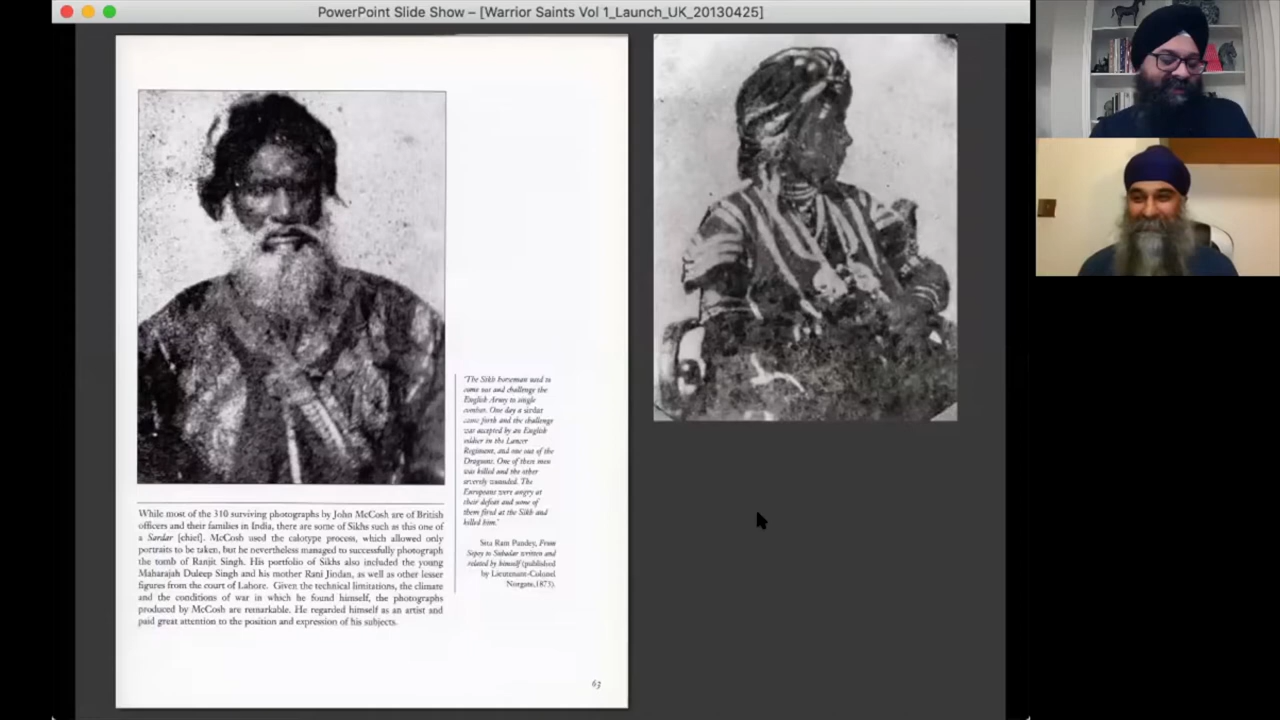 PowerPoint Slide Show – [Warrior Saints Vol 1_Launch_UK_20130425]
'The Sikh horseman used to
come out and challenge the
English Army to single
combat. One day a sirdar
came forth and the challenge
was accepted by an English
soldier in the Lancer
Regiment, and one out of the
Dragoons. One of these men
was killed and the other
severely wounded. The
Europeans were angry at
their defeat and some of
them fired at the Sikh and
killed him.'
Sita Ram Pandey, From
Sepoy to Subadar written and
related by himself (published
by Lieutenant-Colonel
Norgate,1873).
While most of the 310 surviving photographs by John McCosh are of British
officers and their families in India, there are some of Sikhs such as this one of
a Sardar [chief]. McCosh used the calotype process, which allowed only
portraits to be taken, but he nevertheless managed to successfully photograph
the tomb of Ranjit Singh. His portfolio of Sikhs also included the young
Maharajah Duleep Singh and his mother Rani Jindan, as well as other lesser
figures from the court of Lahore. Given the technical limitations, the climate
and the conditions of war in which he found himself, the photographs
produced by McCosh are remarkable. He regarded himself as an artist and
paid great attention to the position and expression of his subjects.
63